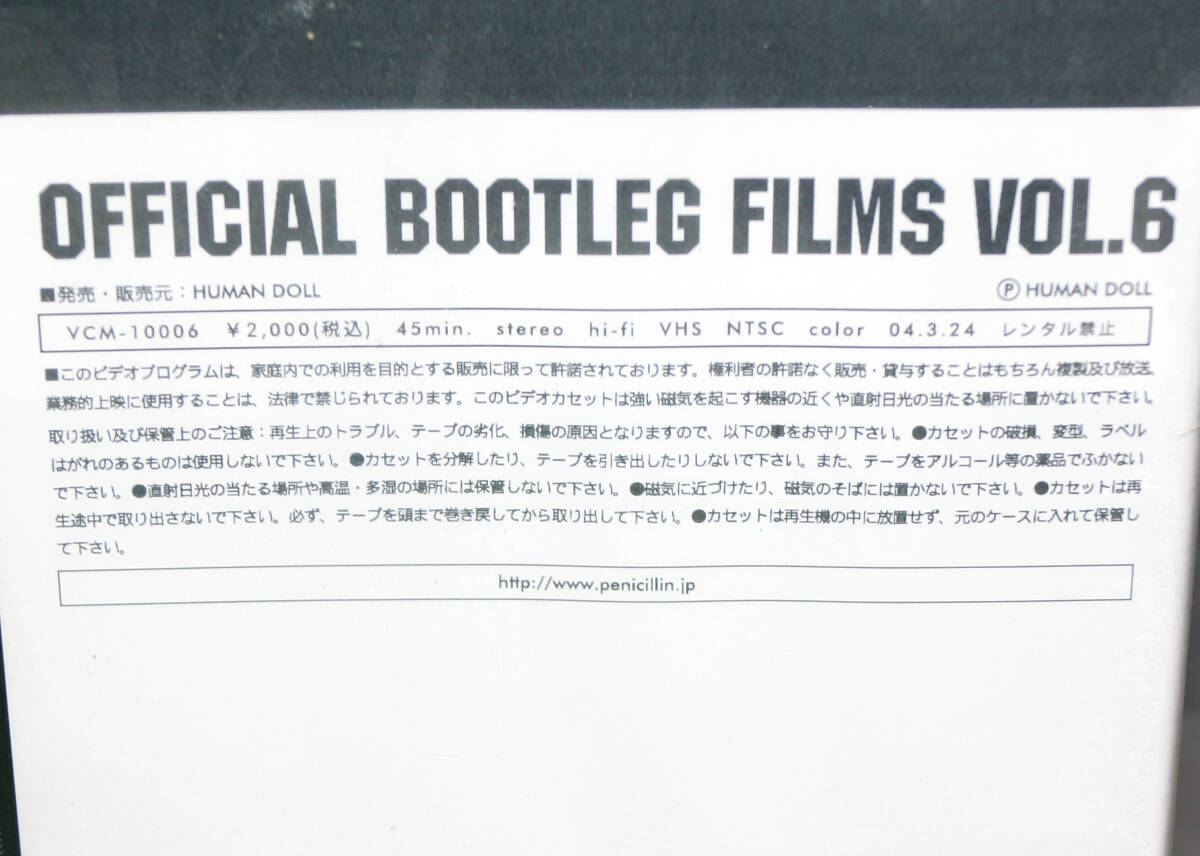 OFFICIAL BOOTLEG FILMS VOL.6
■発売・販売元：HUMAN DOLL Ⓟ HUMAN DOLL
VCM-10006 ¥2,000(税込) 45min. stereo hi-fi VHS NTSC color 04.3.24 レンタル禁止
■このビデオプログラムは、家庭内での利用を目的とする販売に限って許諾されております。権利者の許諾なく販売・貸与することはもちろん複製及び放送、
業務的上映に使用することは、法律で禁じられております。このビデオカセットは強い磁気を起こす機器の近くや直射日光の当たる場所に置かないで下さい。
取り扱い及び保管上のご注意：再生上のトラブル、テープの劣化、損傷の原因となりますので、以下の事をお守り下さい。●カセットの破損、変型、ラベル
はがれのあるものは使用しないで下さい。●カセットを分解したり、テープを引き出したりしないで下さい。また、テープをアルコール等の薬品でふかない
で下さい。●直射日光の当たる場所や高温・多湿の場所には保管しないで下さい。●磁気に近づけたり、磁気のそばには置かないで下さい。●カセットは再
生途中で取り出さないで下さい。必ず、テープを頭まで巻き戻してから取り出して下さい。●カセットは再生機の中に放置せず、元のケースに入れて保管し
て下さい。
http://www.penicillin.jp